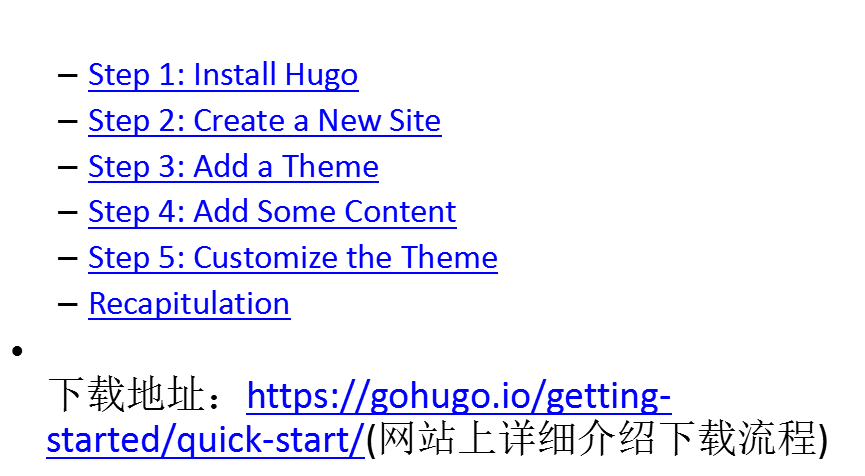 – Step 1: Install Hugo
– Step 2: Create a New Site
– Step 3: Add a Theme
– Step 4: Add Some Content
– Step 5: Customize the Theme
– Recapitulation
•
下载地址：https://gohugo.io/getting-
started/quick-start/(网站上详细介绍下载流程)